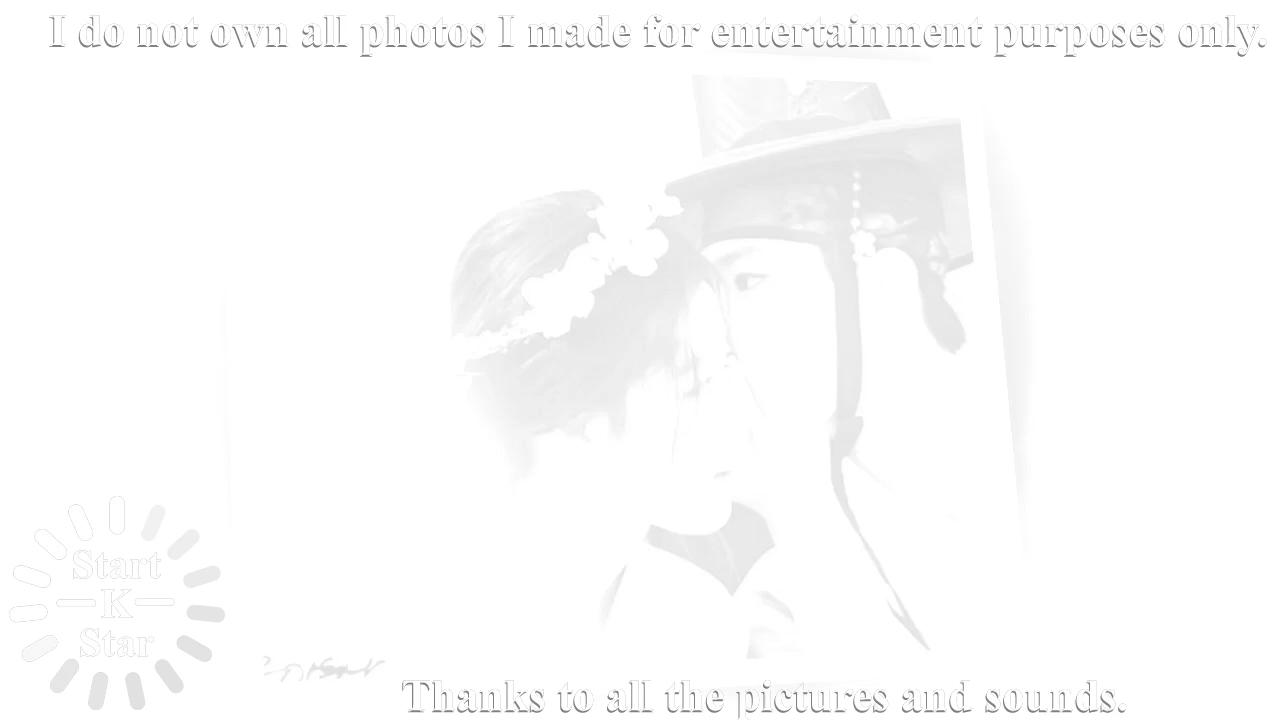 I do not own all photos I made for entertainment purposes only.
Start
K
Star
Thanks to all the pictures and sounds.